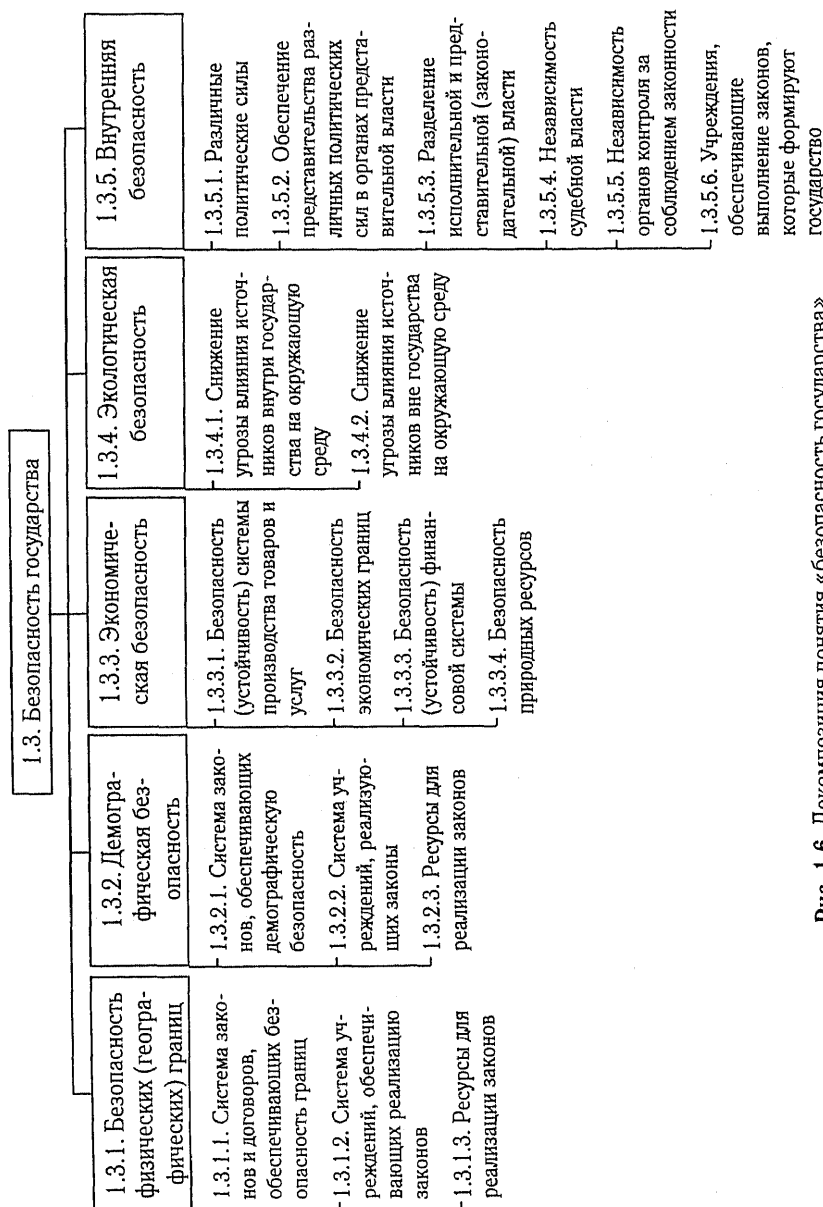 1.3. Безопасность государства
1.3.1. Безопасность
физических (геогра-
фических) границ
1.3.1.1. Система зако-
нов и договоров,
обеспечивающих без-
опасность границ
1.3.1.2. Система уч-
реждений, обеспечи-
вающих реализацию
законов
1.3.1.3. Ресурсы для
реализации законов
1.3.2. Демогра-
фическая без-
опасность
1.3.2.1. Система зако-
нов, обеспечивающих
демографическую
безопасность
1.3.2.2. Система уч-
реждений, реализую-
щих законы
1.3.2.3. Ресурсы для
реализации законов
1.3.3. Экономиче-
ская безопасность
1.3.3.1. Безопасность
(устойчивость) системы
производства товаров и
услуг
1.3.3.2. Безопасность
экономических границ
1.3.3.3. Безопасность
(устойчивость) финан-
совой системы
1.3.3.4. Безопасность
природных ресурсов
1.3.4. Экологическая
безопасность
1.3.4.1. Снижение
угрозы влияния источ-
ников внутри государ-
ства на окружающую
среду
1.3.4.2. Снижение
угрозы влияния источ-
ников вне государства
на окружающую среду
1.3.5. Внутренняя
безопасность
1.3.5.1. Различные
политические силы
1.3.5.2. Обеспечение
представительства раз-
личных политических
сил в органах предста-
вительной власти
1.3.5.3. Разделение
исполнительной и пред-
ставительной (законо-
дательной) власти
1.3.5.4. Независимость
судебной власти
1.3.5.5. Независимость
органов контроля за
соблюдением законности
1.3.5.6. Учреждения,
обеспечивающие
выполнение законов,
которые формируют
государство
Рис. 1.6. Декомпозиция понятия «безопасность государства»